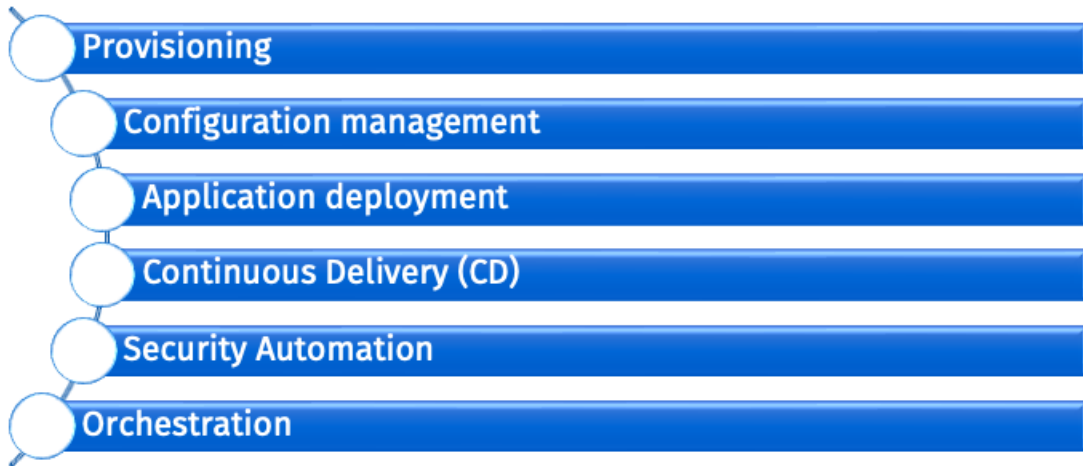 Provisioning
Configuration management
Application deployment
Continuous Delivery (CD)
Security Automation
Orchestration